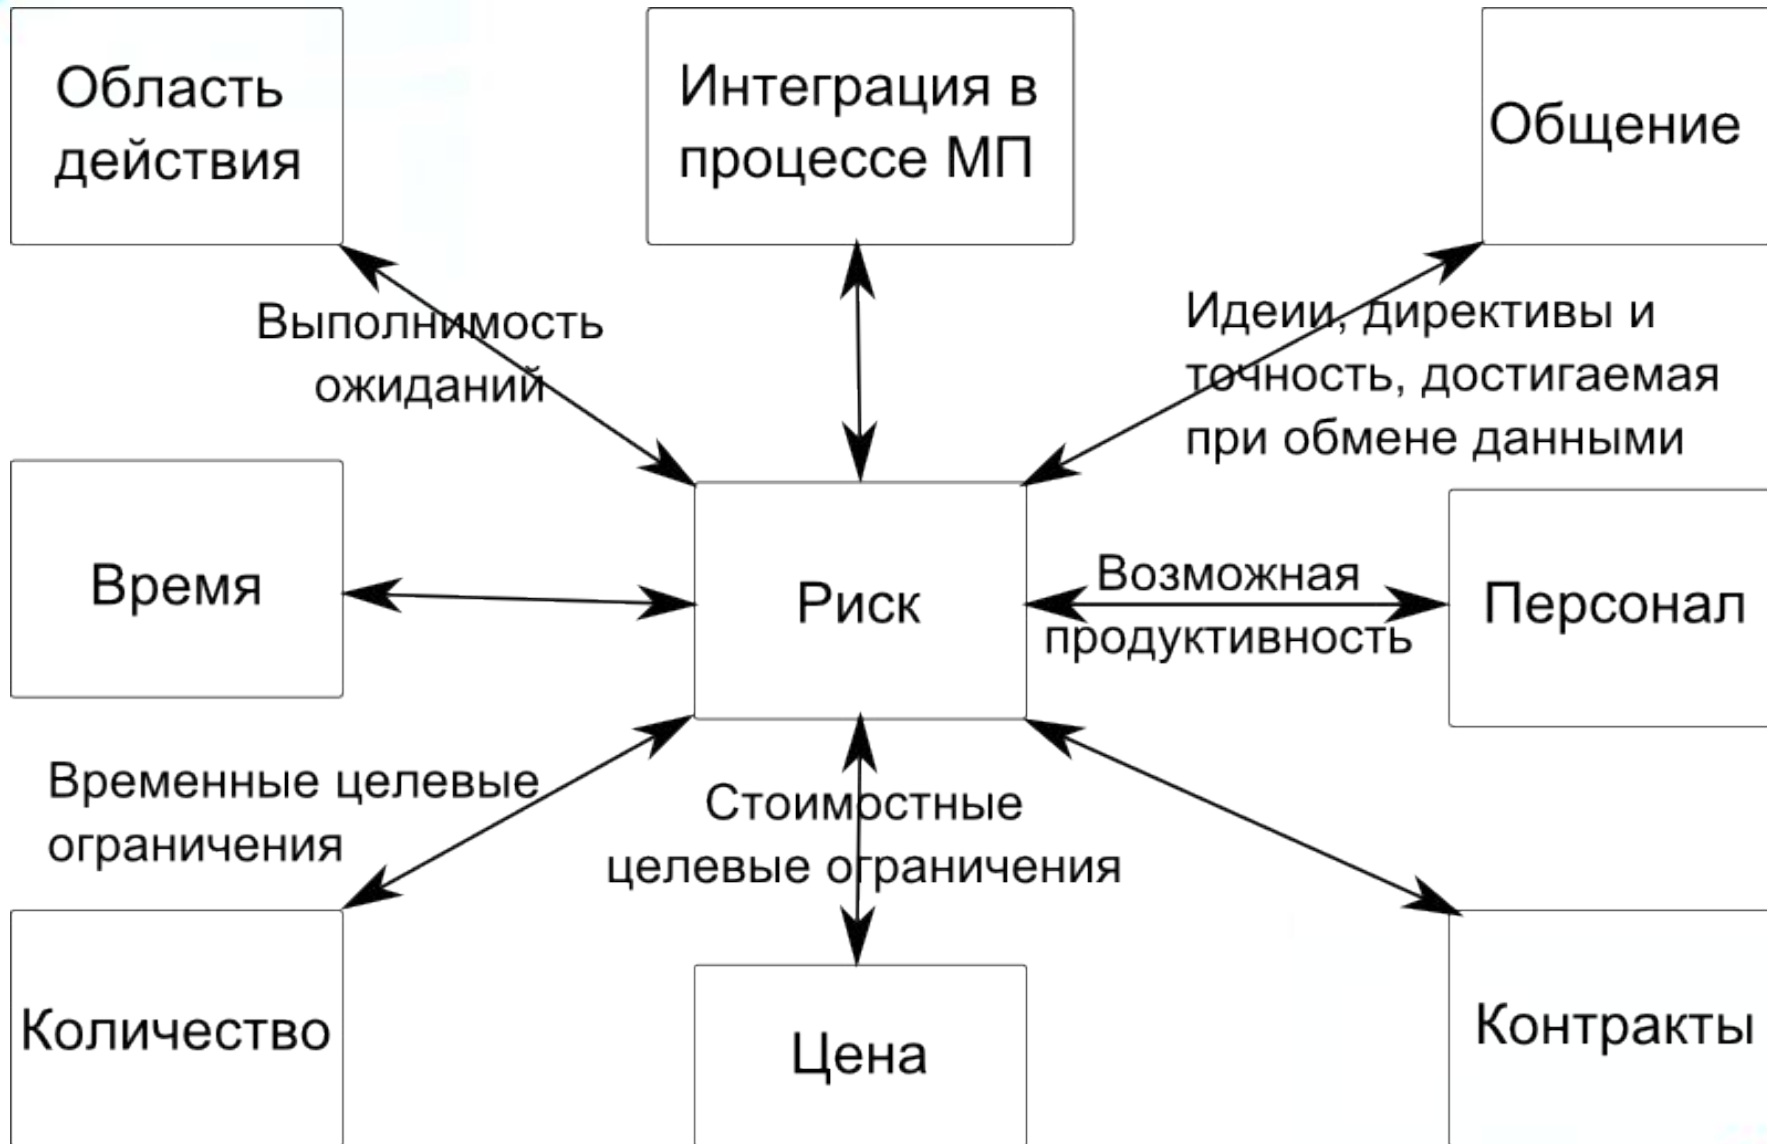 Область
действия
Интеграция в
процессе МП
Общение
Выполнимость
ожиданий
Идеии, директивы и
точность, достигаемая
при обмене данными
Время
Риск
Возможная
продуктивность
Персонал
Временные целевые
ограничения
Стоимостные
целевые ограничения
Количество
Цена
Контракты